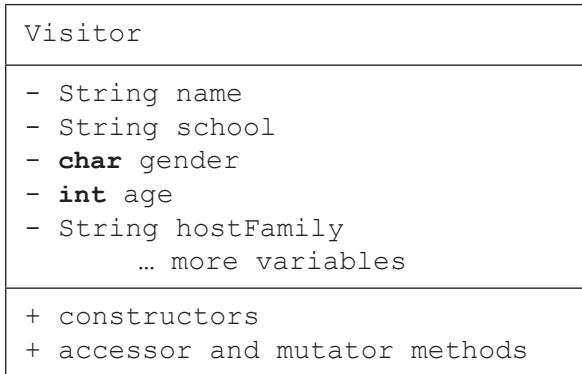 Visitor
- String name
- String school
- char gender
- int age
- String hostFamily
… more variables
+ constructors
+ accessor and mutator methods